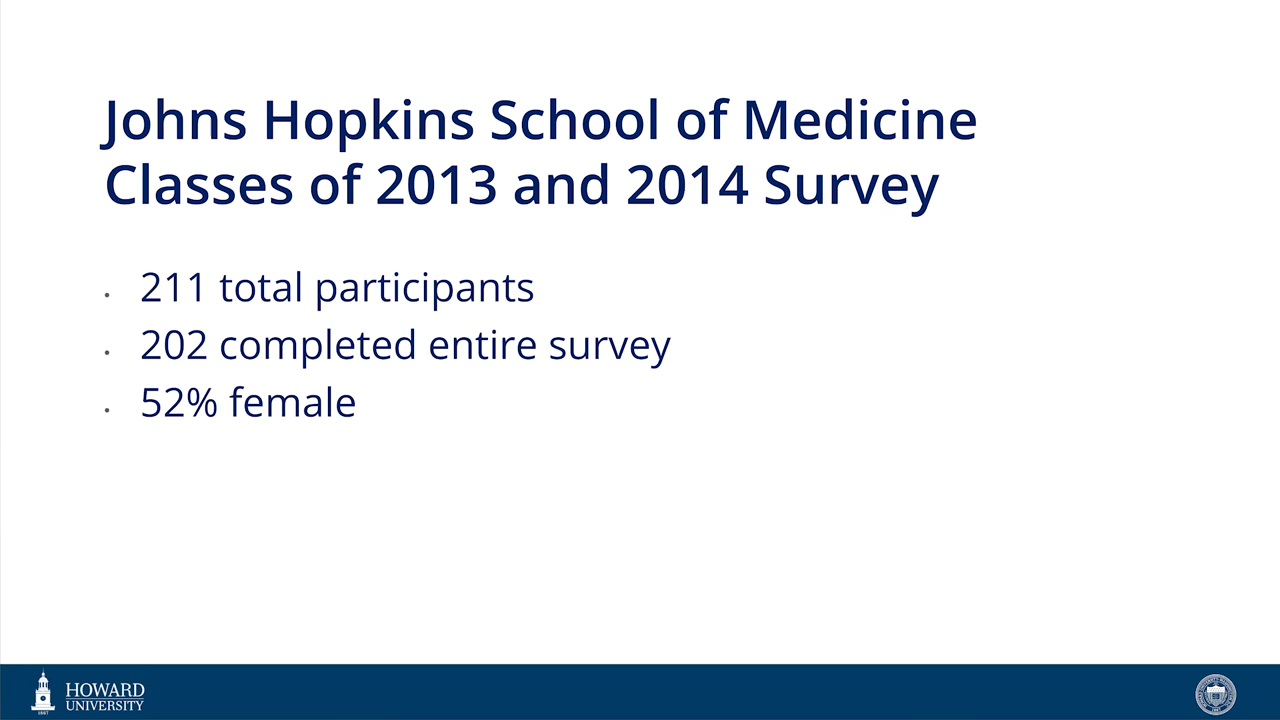 Johns Hopkins School of Medicine
Classes of 2013 and 2014 Survey
• 211 total participants
• 202 completed entire survey
• 52% female
HOWARD
UNIVERSITY
1867